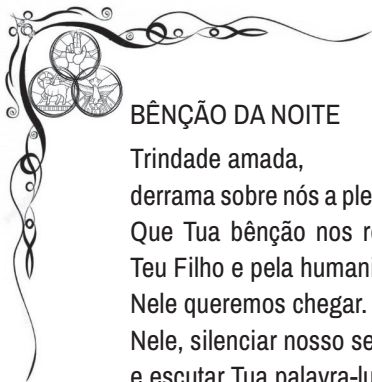 BÊNÇÃO DA NOITE
Trindade amada,
derrama sobre nós a
Que Tua bênção nos
Teu Filho e pela
Nele queremos chegar.
Nele, silenciar nosso
e escutar Tua